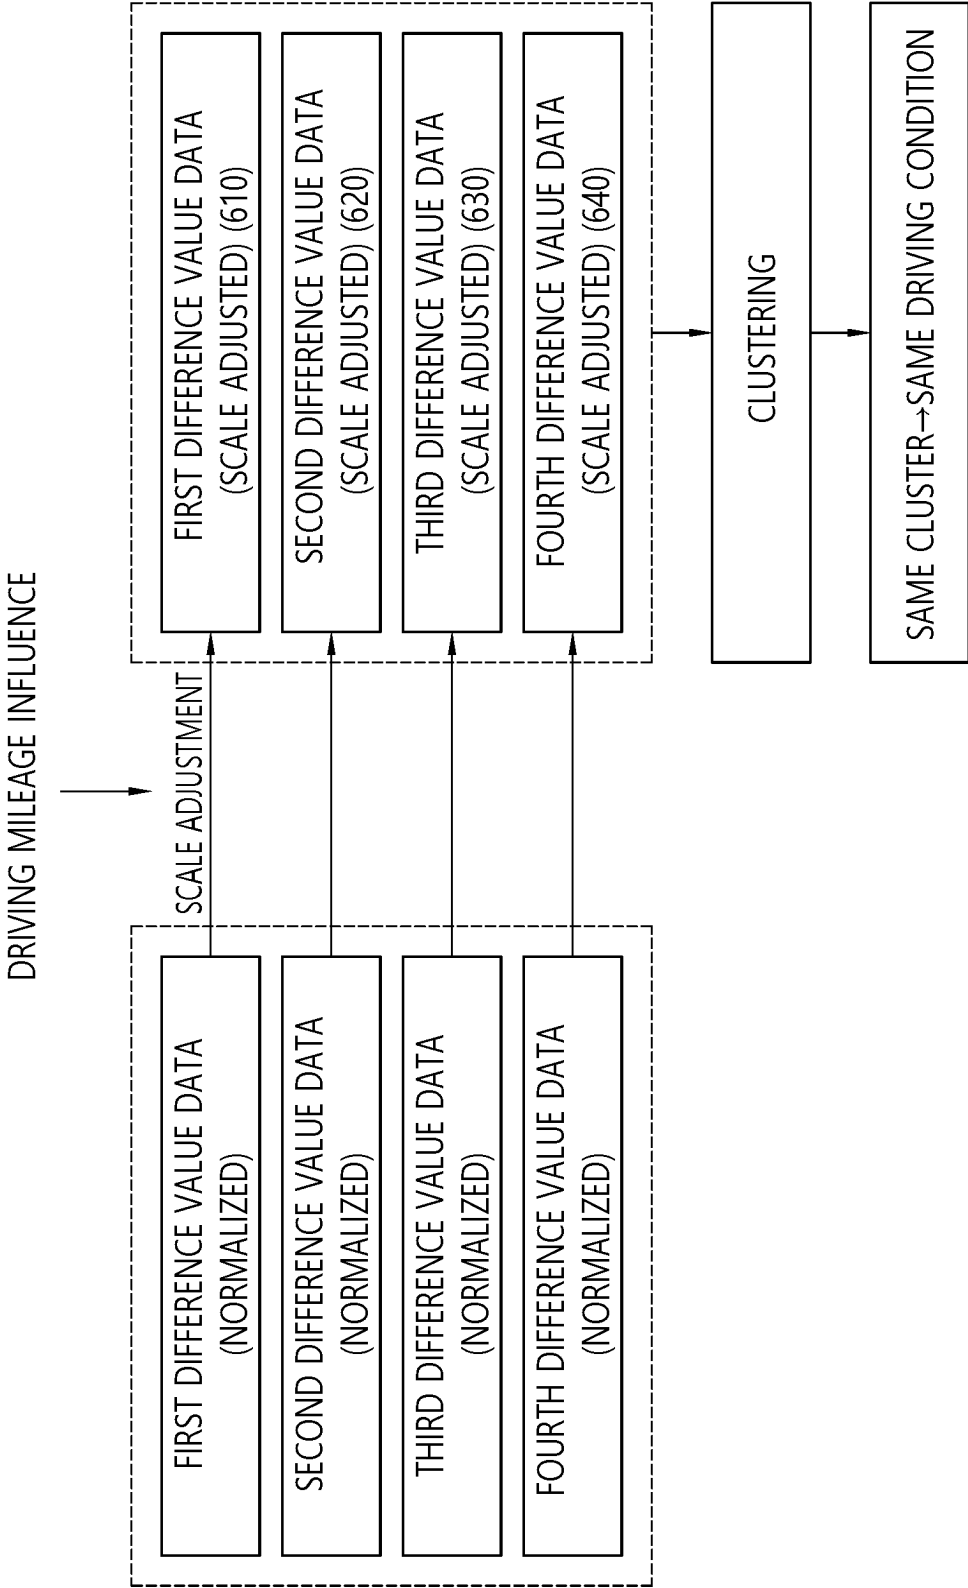 DRIVING MILEAGE INFLUENCE
SCALE ADJUSTMENT
FIRST DIFFERENCE VALUE DATA
(NORMALIZED)
SECOND DIFFERENCE VALUE DATA
(NORMALIZED)
THIRD DIFFERENCE VALUE DATA
(NORMALIZED)
FOURTH DIFFERENCE VALUE DATA
(NORMALIZED)
FIRST DIFFERENCE VALUE DATA
(SCALE ADJUSTED) (610)
SECOND DIFFERENCE VALUE DATA
(SCALE ADJUSTED) (620)
THIRD DIFFERENCE VALUE DATA
(SCALE ADJUSTED) (630)
FOURTH DIFFERENCE VALUE DATA
(SCALE ADJUSTED) (640)
CLUSTERING
SAME CLUSTER→SAME DRIVING CONDITION